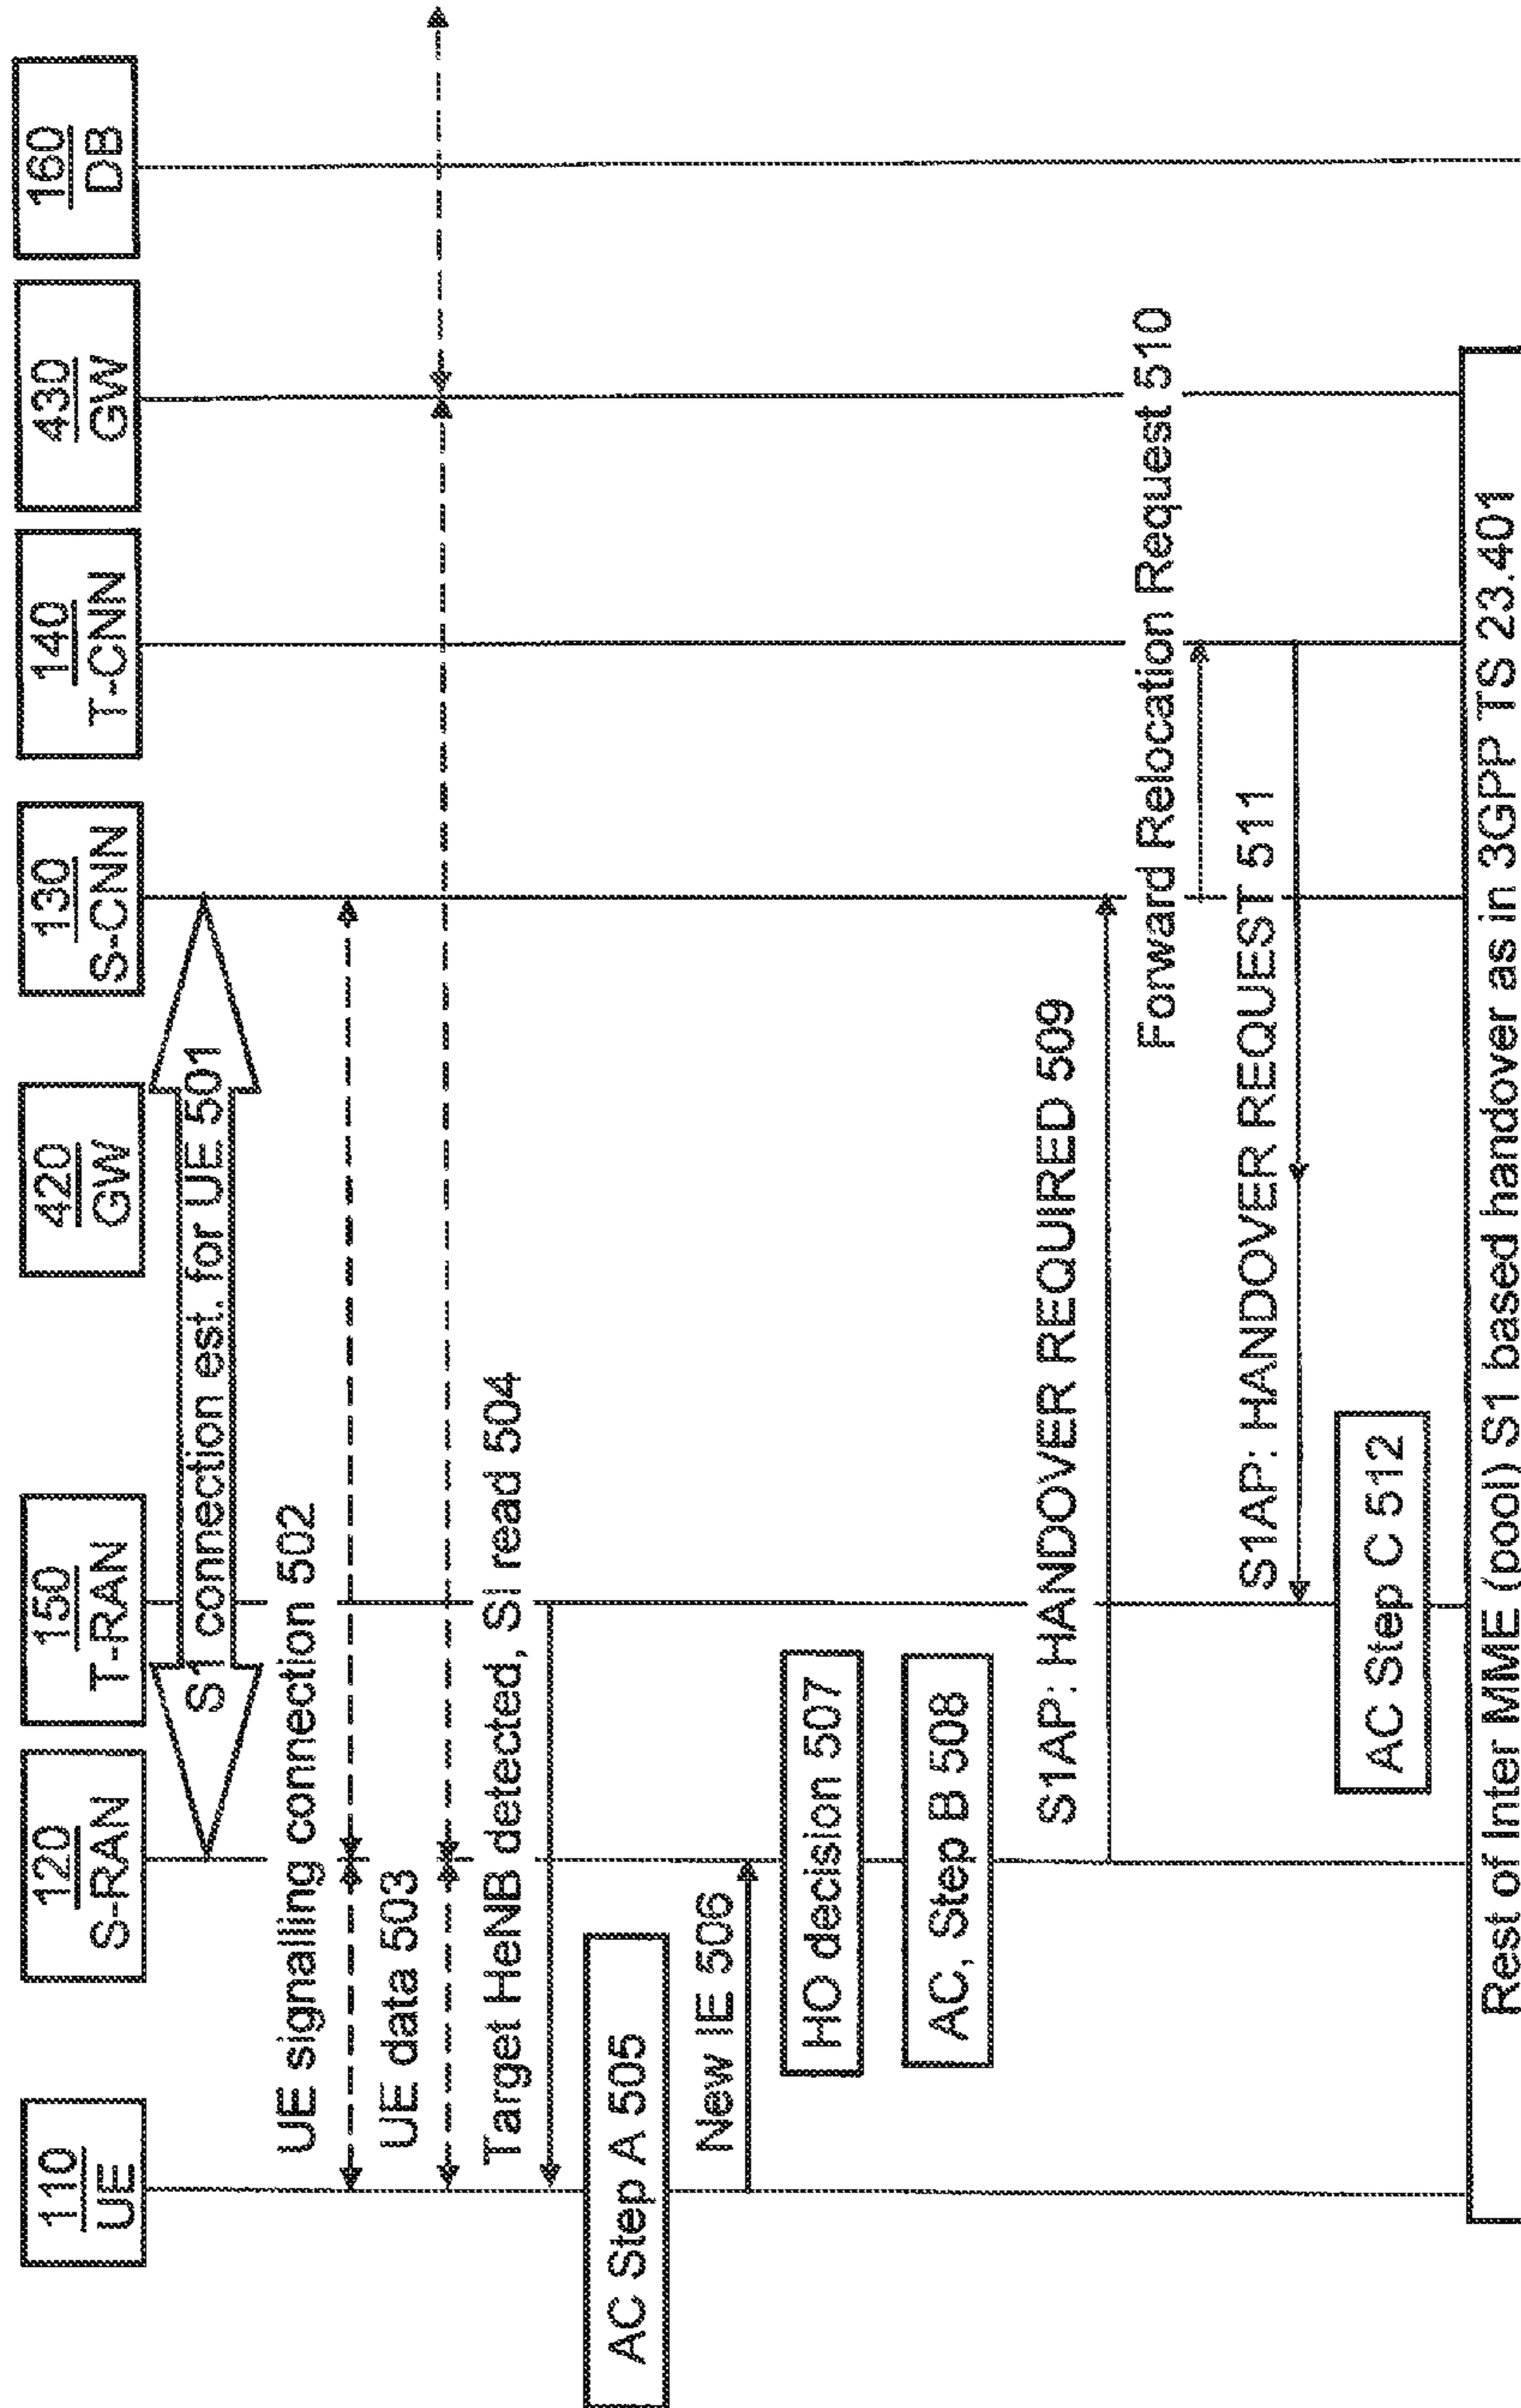 110
UE
120
S-RAN
150
T-RAN
420
GW
130
S-CNN
140
T-CNN
430
GW
160
DB
S1 connection est. for UE 501
UE signalling connection 502
UE data 503
Target HeNB detected, SI read 504
AC Step A 505
New IE 506
HO decision 507
AC, Step B 508
S1AP: HANDOVER REQUIRED 509
Forward Relocation Request 510
S1AP: HANDOVER REQUEST 511
AC Step C 512
Rest of Inter MME (pool) S1 based handover as in 3GPP TS 23.401